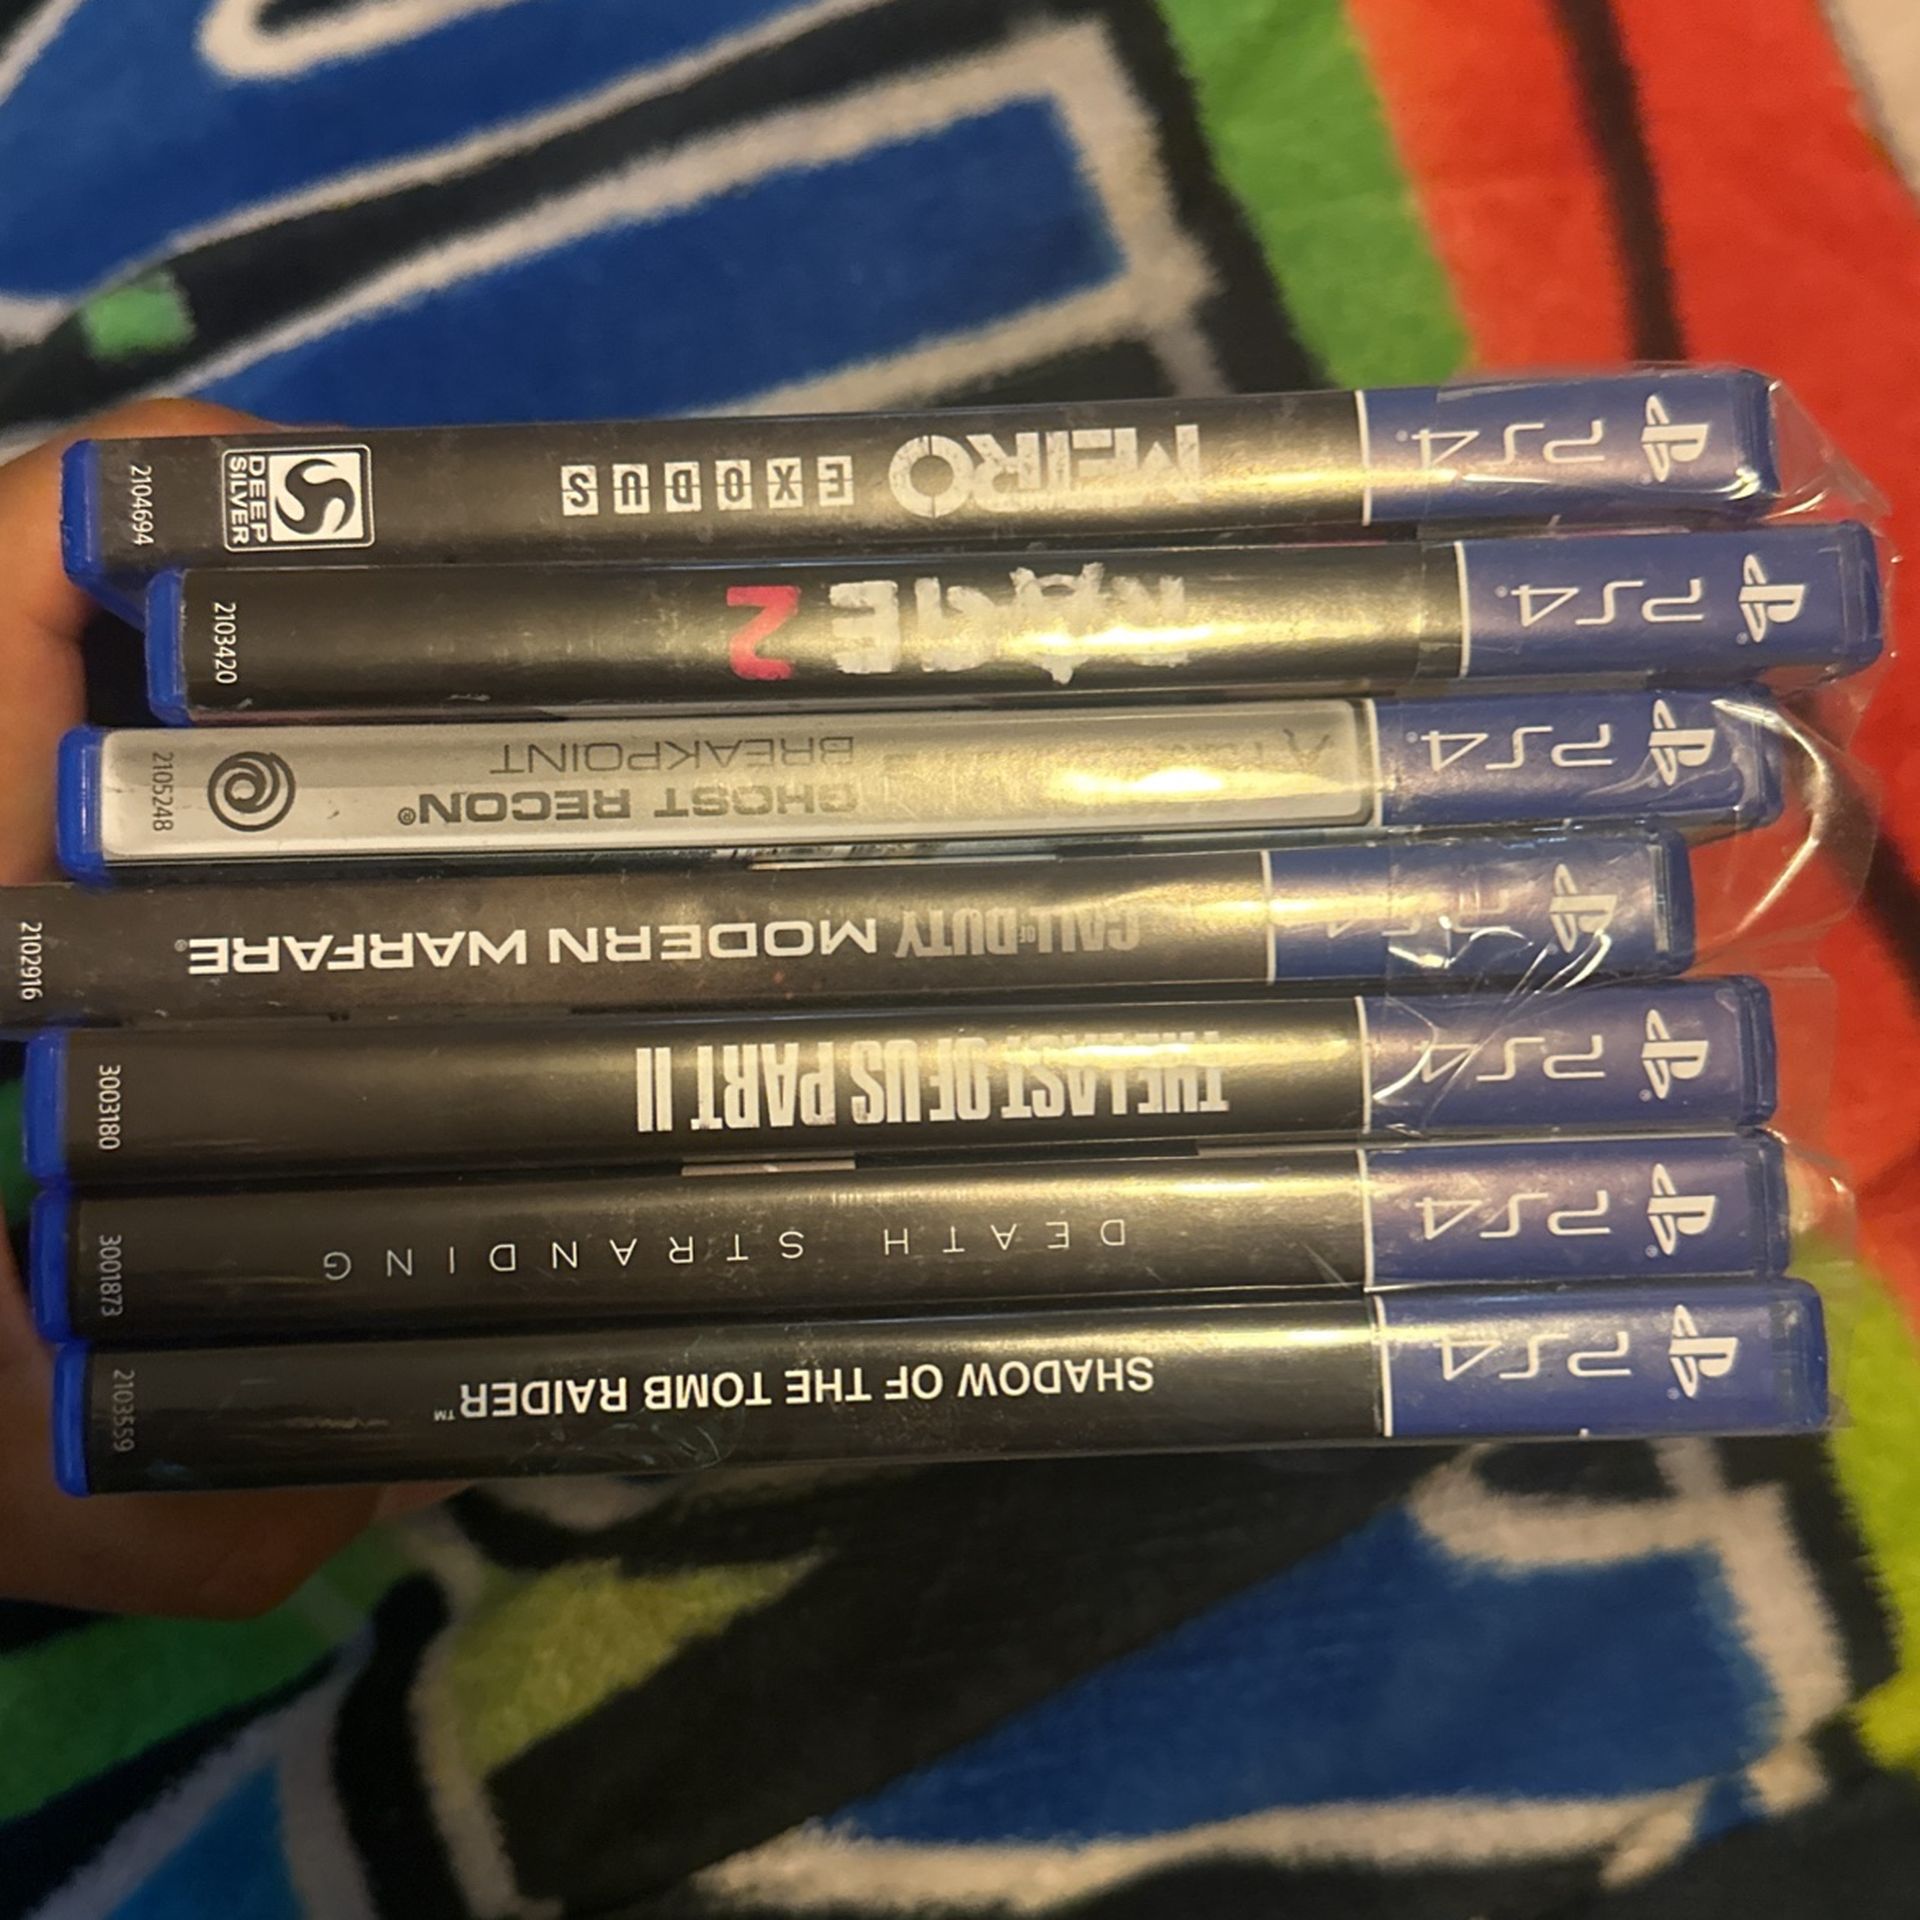 PS4 METRO EXODUS DEEP SILVER 2104694
PS4 RAGE 2 2103420
PS4 GHOST RECON® BREAKPOINT 2105248
PS4 CALL OF DUTY MODERN WARFARE® 2102916
PS4 THE LAST OF US PART II 3003180
PS4 DEATH STRANDING 3001873
PS4 SHADOW OF THE TOMB RAIDER™ 2103559